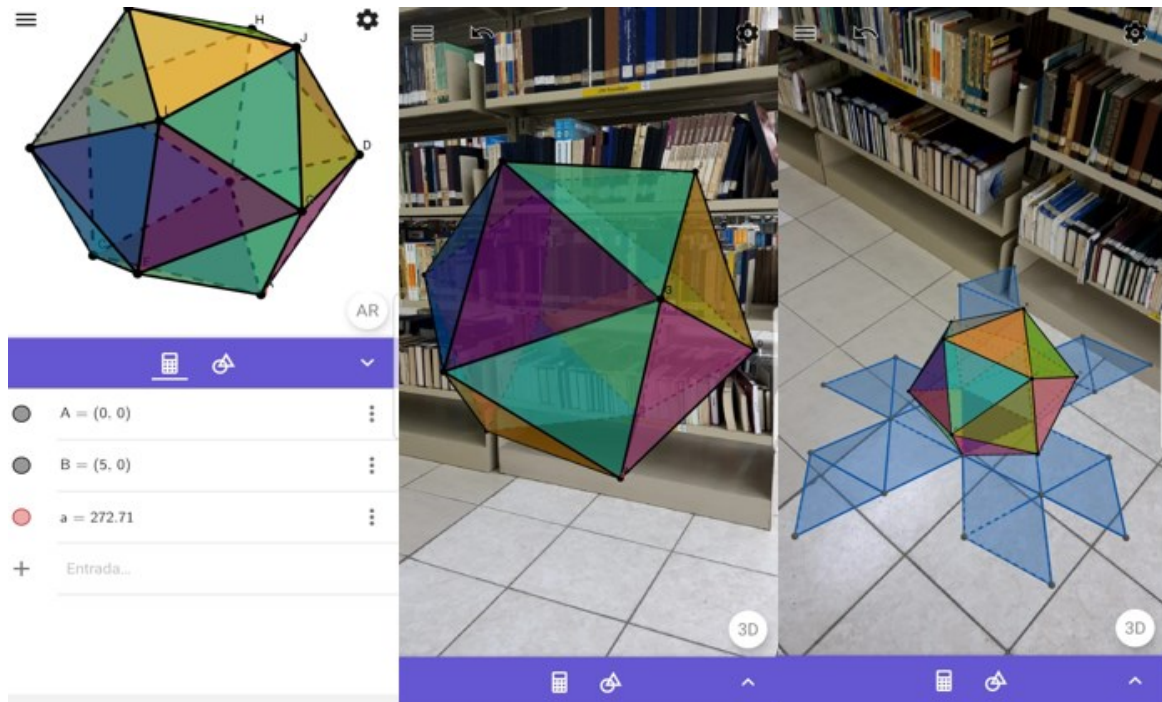 H
J
I
D
AR
A = (0, 0)
B = (5, 0)
a = 272.71
Entrada...
3D
3D